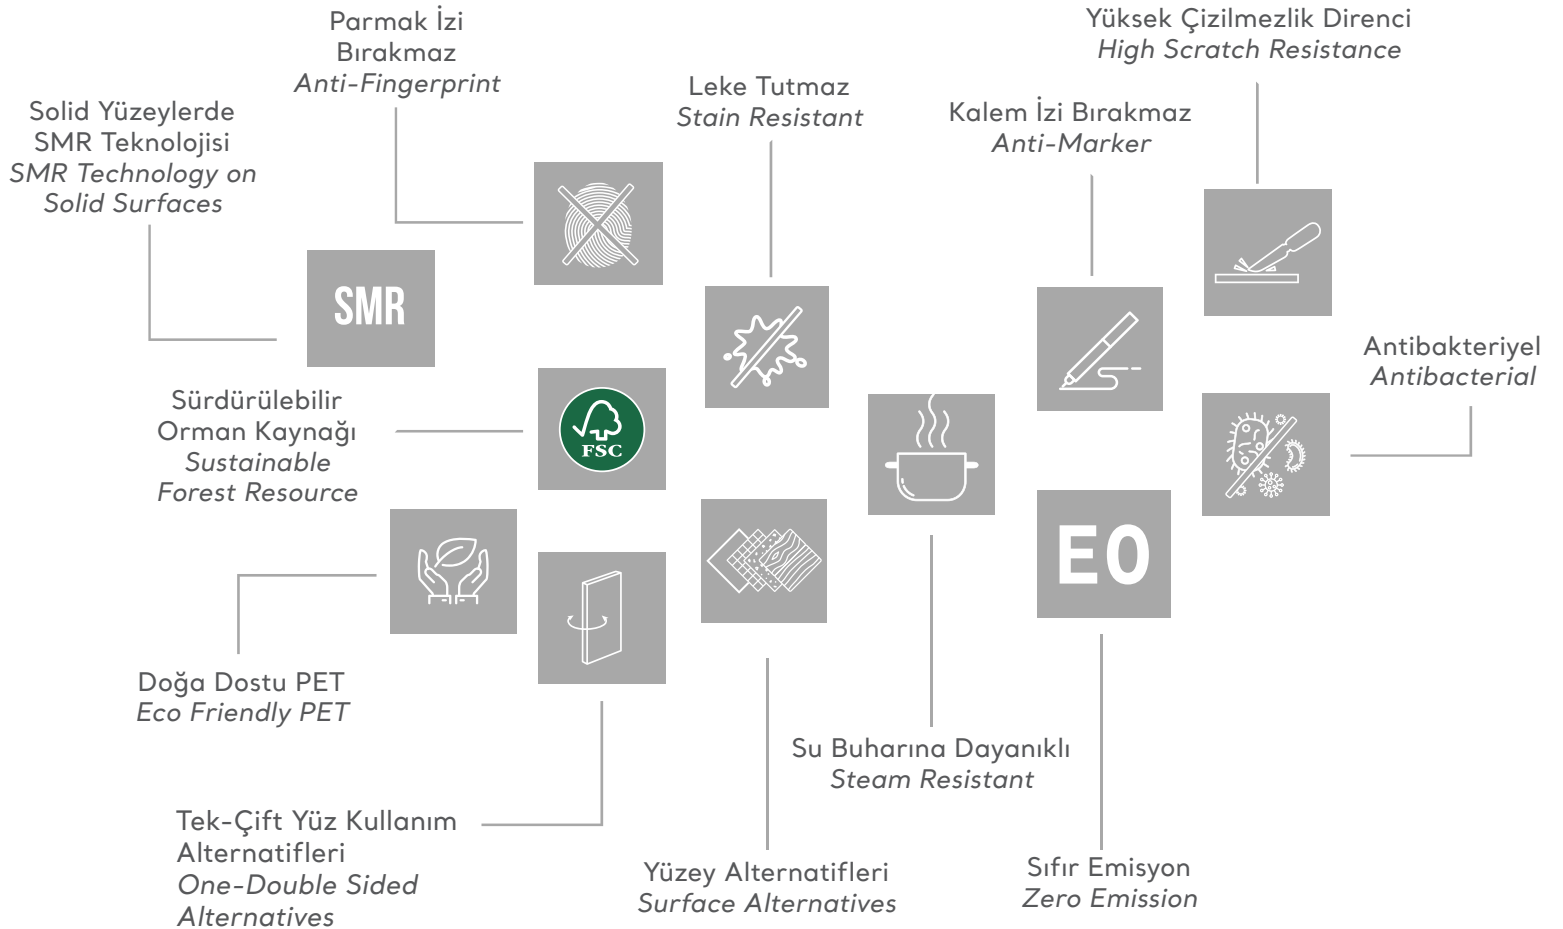 Parmak İzi
Bırakmaz
Anti-Fingerprint
Yüksek Çizilmezlik Direnci
High Scratch Resistance
Leke Tutmaz
Stain Resistant
Solid Yüzeylerde
SMR Teknolojisi
SMR Technology on
Solid Surfaces
Kalem İzi Bırakmaz
Anti-Marker
SMR
Antibakteriyel
Antibacterial
Sürdürülebilir
Orman Kaynağı
Sustainable
Forest Resource
FSC
E0
Doğa Dostu PET
Eco Friendly PET
Su Buharına Dayanıklı
Steam Resistant
Tek-Çift Yüz Kullanım
Alternatifleri
One-Double Sided
Alternatives
Yüzey Alternatifleri
Surface Alternatives
Sıfır Emisyon
Zero Emission